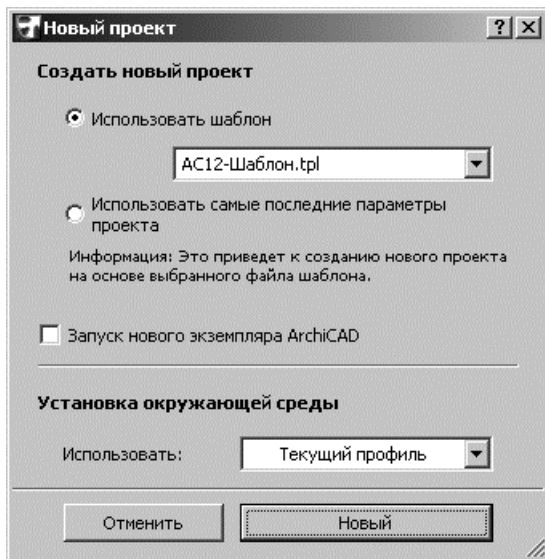 Новый проект
Создать новый проект
Использовать шаблон
AC12-Шаблон.tpl
Использовать самые последние параметры
проекта
Информация: Это приведет к созданию нового проекта
на основе выбранного файла шаблона.
Запуск нового экземпляра ArchiCAD
Установка окружающей среды
Использовать: Текущий профиль
Отменить Новый